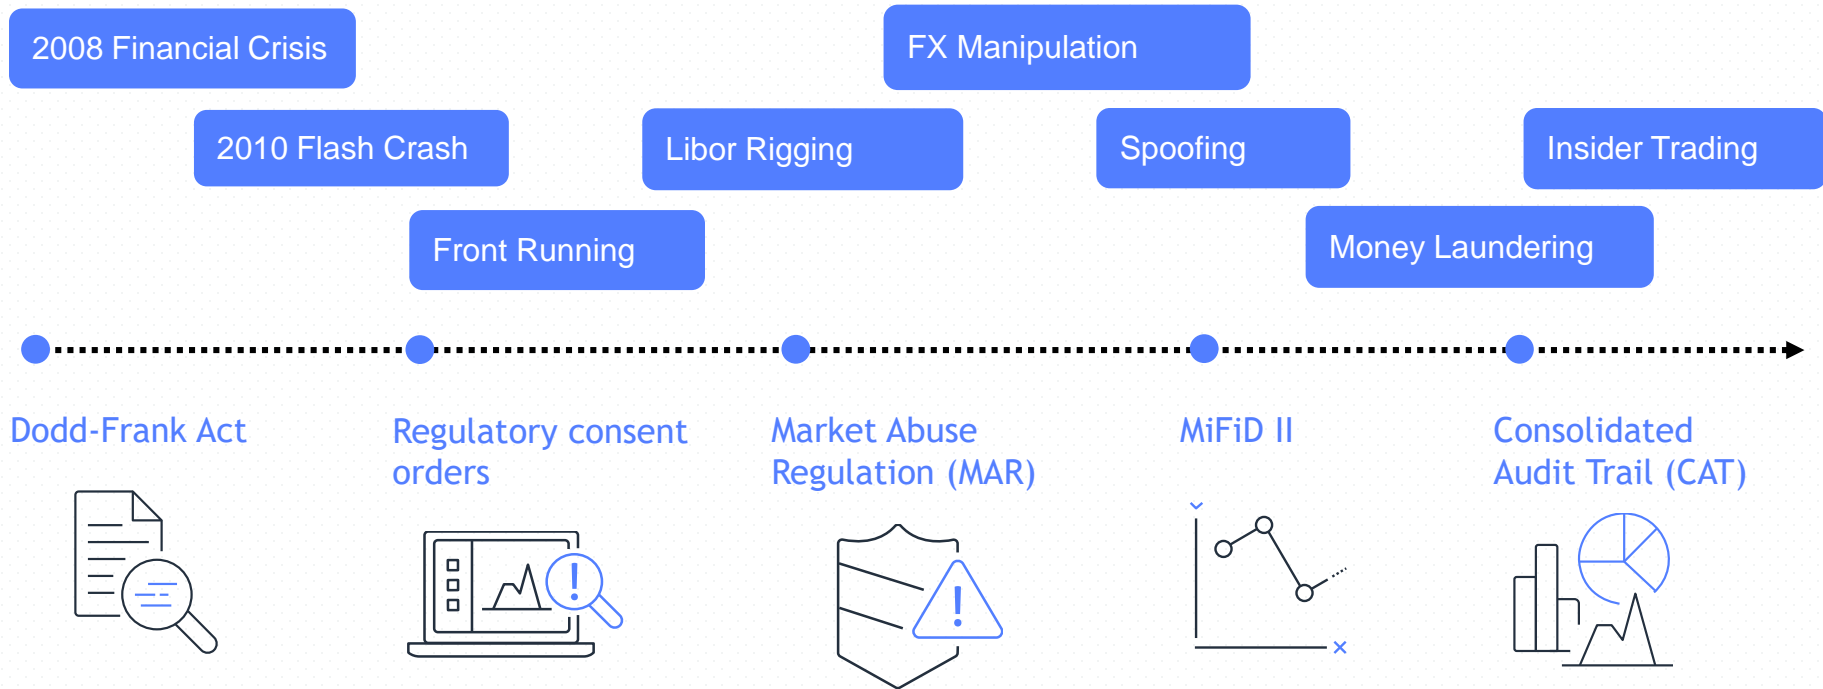 2008 Financial Crisis
FX Manipulation
2010 Flash Crash
Libor Rigging
Spoofing
Insider Trading
Front Running
Money Laundering
Dodd-Frank Act
Regulatory consent
orders
Market Abuse
Regulation (MAR)
MiFiD II
Consolidated
Audit Trail (CAT)